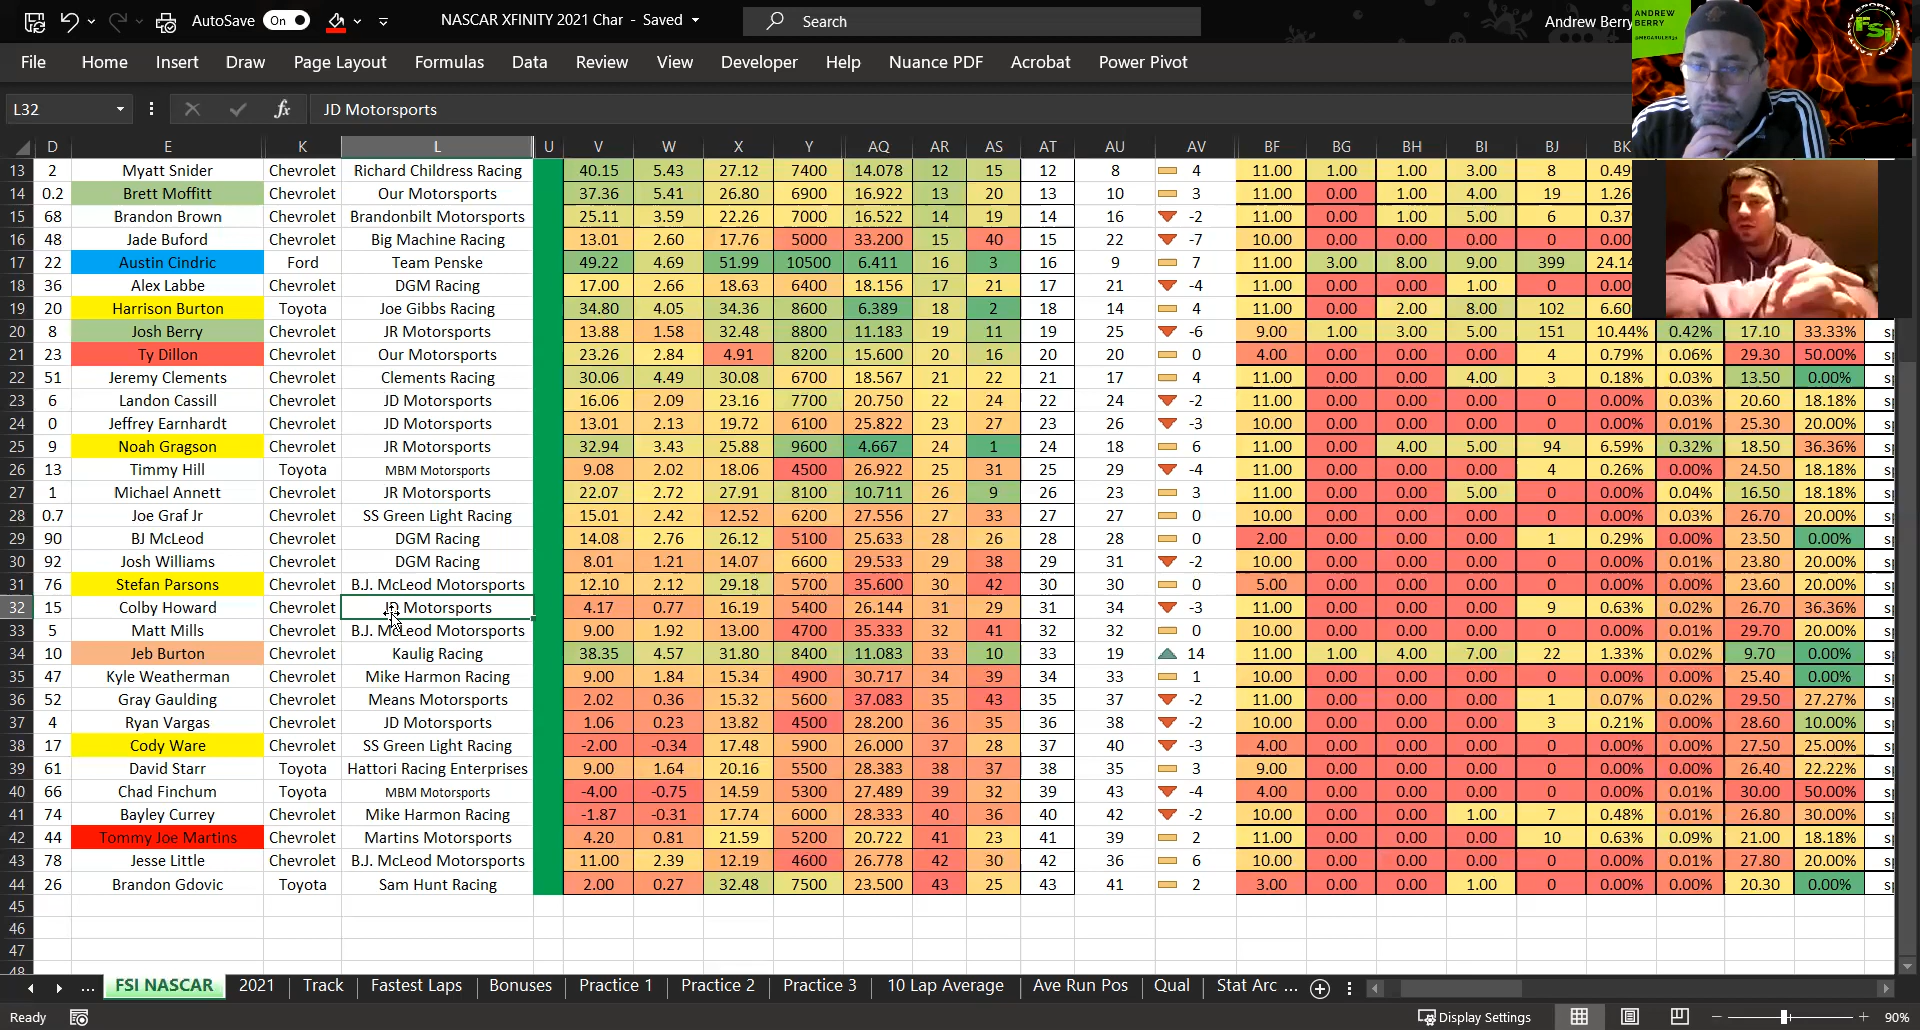 AutoSave On NASCAR XFINITY 2021 Char - Saved Search Andrew Berry
ANDREW
BERRY
FSi
File Home Insert Draw Page Layout Formulas Data Review View Developer Help Nuance PDF Acrobat Power Pivot
L32 fx JD Motorsports
D E K L U V W X Y AQ AR AS AT AU AV BF BG BH BI BJ BK
13 2 Myatt Snider Chevrolet Richard Childress Racing 40.15 5.43 27.12 7400 14.078 12 15 12 8 4 11.00 1.00 1.00 3.00 8 0.49
14 0.2 Brett Moffitt Chevrolet Our Motorsports 37.36 5.41 26.80 6900 16.922 13 20 13 10 3 11.00 0.00 1.00 4.00 19 1.26
15 68 Brandon Brown Chevrolet Brandonbilt Motorsports 25.11 3.59 22.26 7000 16.522 14 19 14 16 -2 11.00 0.00 1.00 5.00 6 0.37
16 48 Jade Buford Chevrolet Big Machine Racing 13.01 2.60 17.76 5000 33.200 15 40 15 22 -7 10.00 0.00 0.00 0.00 0 0.00
17 22 Austin Cindric Ford Team Penske 49.22 4.69 51.99 10500 6.411 16 3 16 9 7 11.00 3.00 8.00 9.00 399 24.14
18 36 Alex Labbe Chevrolet DGM Racing 17.00 2.66 18.63 6400 18.156 17 21 17 21 -4 11.00 0.00 0.00 1.00 0 0.00
19 20 Harrison Burton Toyota Joe Gibbs Racing 34.80 4.05 34.36 8600 6.389 18 2 18 14 4 11.00 0.00 2.00 8.00 102 6.60
20 8 Josh Berry Chevrolet JR Motorsports 13.88 1.58 32.48 8800 11.183 19 11 19 25 -6 9.00 1.00 3.00 5.00 151 10.44% 0.42% 17.10 33.33% sp
21 23 Ty Dillon Chevrolet Our Motorsports 23.26 2.84 4.91 8200 15.600 20 16 20 20 0 4.00 0.00 0.00 0.00 4 0.79% 0.06% 29.30 50.00% sp
22 51 Jeremy Clements Chevrolet Clements Racing 30.06 4.49 30.08 6700 18.567 21 22 21 17 4 11.00 0.00 0.00 4.00 3 0.18% 0.03% 13.50 0.00% sp
23 6 Landon Cassill Chevrolet JD Motorsports 16.06 2.09 23.16 7700 20.750 22 24 22 24 -2 11.00 0.00 0.00 0.00 0 0.00% 0.03% 20.60 18.18% sp
24 0 Jeffrey Earnhardt Chevrolet JD Motorsports 13.01 2.13 19.72 6100 25.822 23 27 23 26 -3 10.00 0.00 0.00 0.00 0 0.00% 0.01% 25.30 20.00% sp
25 9 Noah Gragson Chevrolet JR Motorsports 32.94 3.43 25.88 9600 4.667 24 1 24 18 6 11.00 0.00 4.00 5.00 94 6.59% 0.32% 18.50 36.36% sp
26 13 Timmy Hill Toyota MBM Motorsports 9.08 2.02 18.06 4500 26.922 25 31 25 29 -4 11.00 0.00 0.00 0.00 4 0.26% 0.00% 24.50 18.18% sp
27 1 Michael Annett Chevrolet JR Motorsports 22.07 2.72 27.91 8100 10.711 26 9 26 23 3 11.00 0.00 0.00 5.00 0 0.00% 0.04% 16.50 18.18% sp
28 0.7 Joe Graf Jr Chevrolet SS Green Light Racing 15.01 2.42 12.52 6200 27.556 27 33 27 27 0 10.00 0.00 0.00 0.00 0 0.00% 0.03% 26.70 20.00% sp
29 90 BJ McLeod Chevrolet DGM Racing 14.08 2.76 26.12 5100 25.633 28 26 28 28 0 2.00 0.00 0.00 0.00 1 0.29% 0.00% 23.50 0.00% sp
30 92 Josh Williams Chevrolet DGM Racing 8.01 1.21 14.07 6600 29.533 29 38 29 31 -2 10.00 0.00 0.00 0.00 0 0.00% 0.01% 23.80 20.00% sp
31 76 Stefan Parsons Chevrolet B.J. McLeod Motorsports 12.10 2.12 29.18 5700 35.600 30 42 30 30 0 5.00 0.00 0.00 0.00 0 0.00% 0.00% 23.60 20.00% sp
32 15 Colby Howard Chevrolet JD Motorsports 4.17 0.77 16.19 5400 26.144 31 29 31 34 -3 11.00 0.00 0.00 0.00 9 0.63% 0.02% 26.70 36.36% sp
33 5 Matt Mills Chevrolet B.J. McLeod Motorsports 9.00 1.92 13.00 4700 35.333 32 41 32 32 0 10.00 0.00 0.00 0.00 0 0.00% 0.01% 29.70 20.00% sp
34 10 Jeb Burton Chevrolet Kaulig Racing 38.35 4.57 31.80 8400 11.083 33 10 33 19 14 11.00 1.00 4.00 7.00 22 1.33% 0.02% 9.70 0.00% sp
35 47 Kyle Weatherman Chevrolet Mike Harmon Racing 9.00 1.84 15.34 4900 30.717 34 39 34 33 1 10.00 0.00 0.00 0.00 0 0.00% 0.00% 25.40 0.00% sp
36 52 Gray Gaulding Chevrolet Means Motorsports 2.02 0.36 15.32 5600 37.083 35 43 35 37 -2 11.00 0.00 0.00 0.00 1 0.07% 0.02% 29.50 27.27% sp
37 4 Ryan Vargas Chevrolet JD Motorsports 1.06 0.23 13.82 4500 28.200 36 35 36 38 -2 10.00 0.00 0.00 0.00 3 0.21% 0.00% 28.60 10.00% sp
38 17 Cody Ware Chevrolet SS Green Light Racing -2.00 -0.34 17.48 5900 26.000 37 28 37 40 -3 4.00 0.00 0.00 0.00 0 0.00% 0.00% 27.50 25.00% sp
39 61 David Starr Toyota Hattori Racing Enterprises 9.00 1.64 20.16 5500 28.383 38 37 38 35 3 9.00 0.00 0.00 0.00 0 0.00% 0.00% 26.40 22.22% sp
40 66 Chad Finchum Toyota MBM Motorsports -4.00 -0.75 14.59 5300 27.489 39 32 39 43 -4 4.00 0.00 0.00 0.00 0 0.00% 0.00% 30.00 50.00% sp
41 74 Bayley Currey Chevrolet Mike Harmon Racing -1.87 -0.31 17.74 6000 28.333 40 36 40 42 -2 10.00 0.00 0.00 1.00 7 0.48% 0.00% 26.80 30.00% sp
42 44 Tommy Joe Martins Chevrolet Martins Motorsports 4.20 0.81 21.59 5200 20.722 41 23 41 39 2 11.00 0.00 0.00 0.00 10 0.63% 0.09% 21.00 18.18% sp
43 78 Jesse Little Chevrolet B.J. McLeod Motorsports 11.00 2.39 12.19 4600 26.778 42 30 42 36 6 10.00 0.00 0.00 0.00 0 0.00% 0.01% 27.80 20.00% sp
44 26 Brandon Gdovic Toyota Sam Hunt Racing 2.00 0.27 32.48 7500 23.500 43 25 43 41 2 3.00 0.00 0.00 1.00 0 0.00% 0.00% 20.30 0.00% sp
45
46
47
48
... FSI NASCAR 2021 Track Fastest Laps Bonuses Practice 1 Practice 2 Practice 3 10 Lap Average Ave Run Pos Qual Stat Arc ...
Ready Display Settings 90%